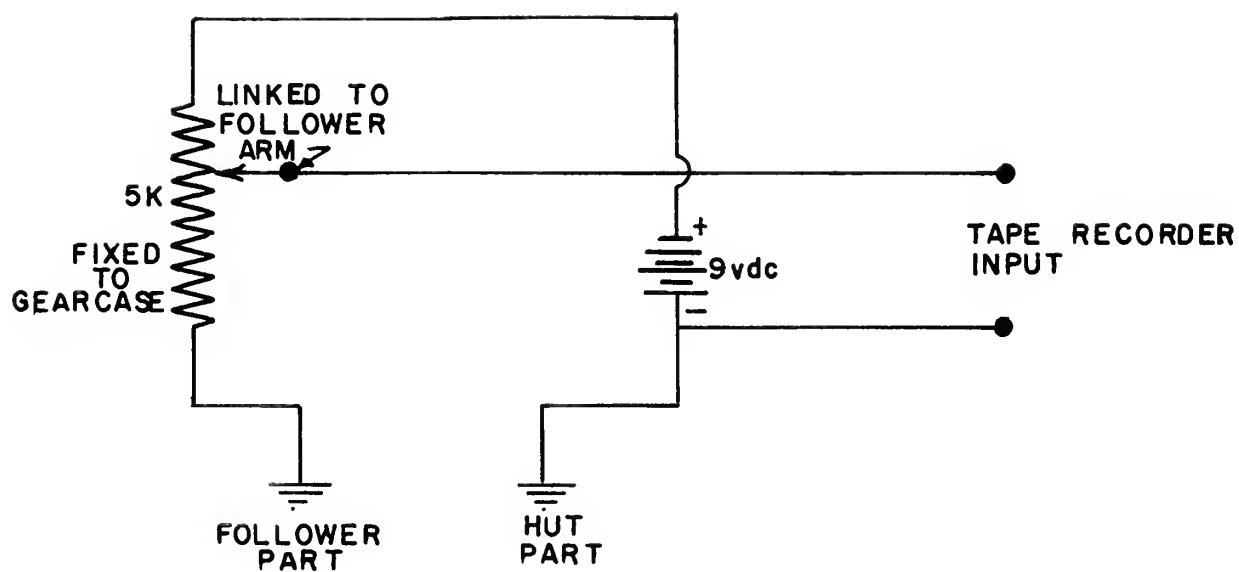 LINKED TO
FOLLOWER
ARM
5K
FIXED
TO
GEARCASE
+
9vdc
-
TAPE RECORDER
INPUT
FOLLOWER
PART
HUT
PART